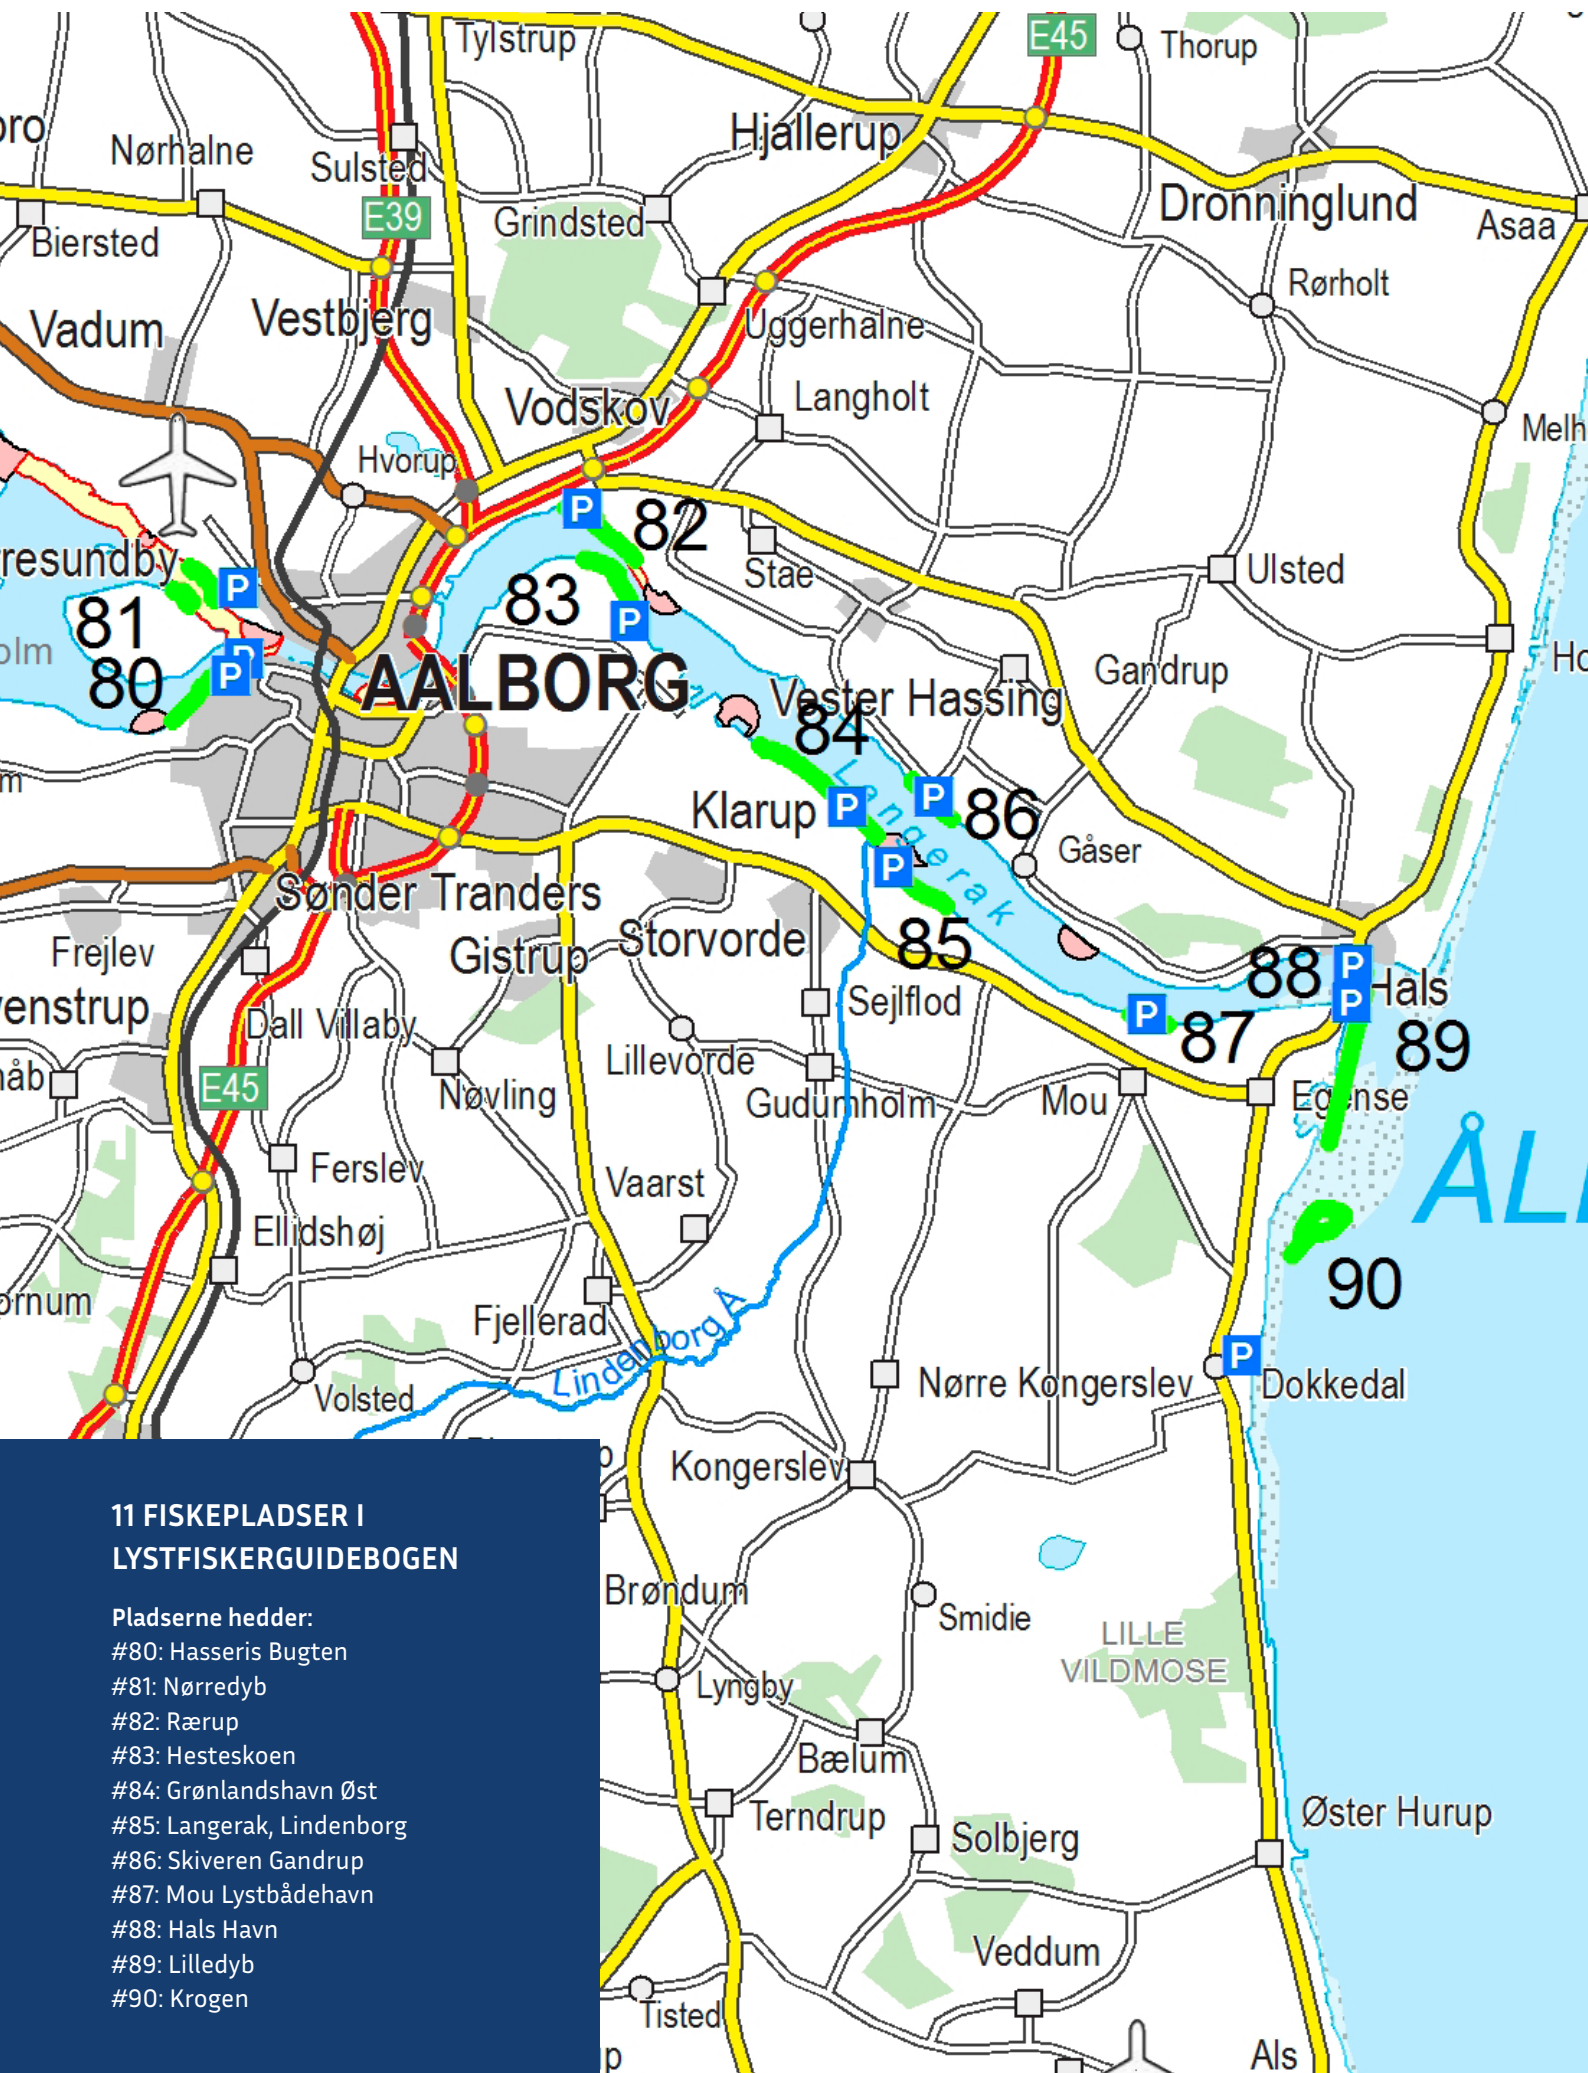 Tylstrup
E45
Thorup
Hjallerup
Nørhalne
Sulsted
E39
Grindsted
Dronninglund
Asaa
Biersted
Rørholt
Vadum
Vestbjerg
Uggerhalne
Vodskov
Langholt
Hvorup
82
Stae
Ulsted
83
81
80
AALBORG
Gandrup
Vester Hassing
84
Langerak
Klarup
86
Gåser
Sønder Tranders
Frejlev
Gistrup
Storvorde
85
88
Hals
Sejlflod
87
89
Dall Villaby
Lillevorde
E45
Nøvling
Gudumholm
Mou
Egense
Ferslev
Vaarst
ÅL
Ellidshøj
90
Fjellerad
Lindenborg Å
Volsted
Nørre Kongerslev
Dokkedal
Kongerslev
11 FISKEPLADSER I
LYSTFISKERGUIDEBOGEN
Pladserne hedder:
#80: Hasseris Bugten
#81: Nørredyb
#82: Rærup
#83: Hesteskoen
#84: Grønlandshavn Øst
#85: Langerak, Lindenborg
#86: Skiveren Gandrup
#87: Mou Lystbådehavn
#88: Hals Havn
#89: Lilledyb
#90: Krogen
Brøndum
Smidie
LILLE
VILDMOSE
Lyngby
Bælum
Terndrup
Solbjerg
Øster Hurup
Veddum
Tisted
Als